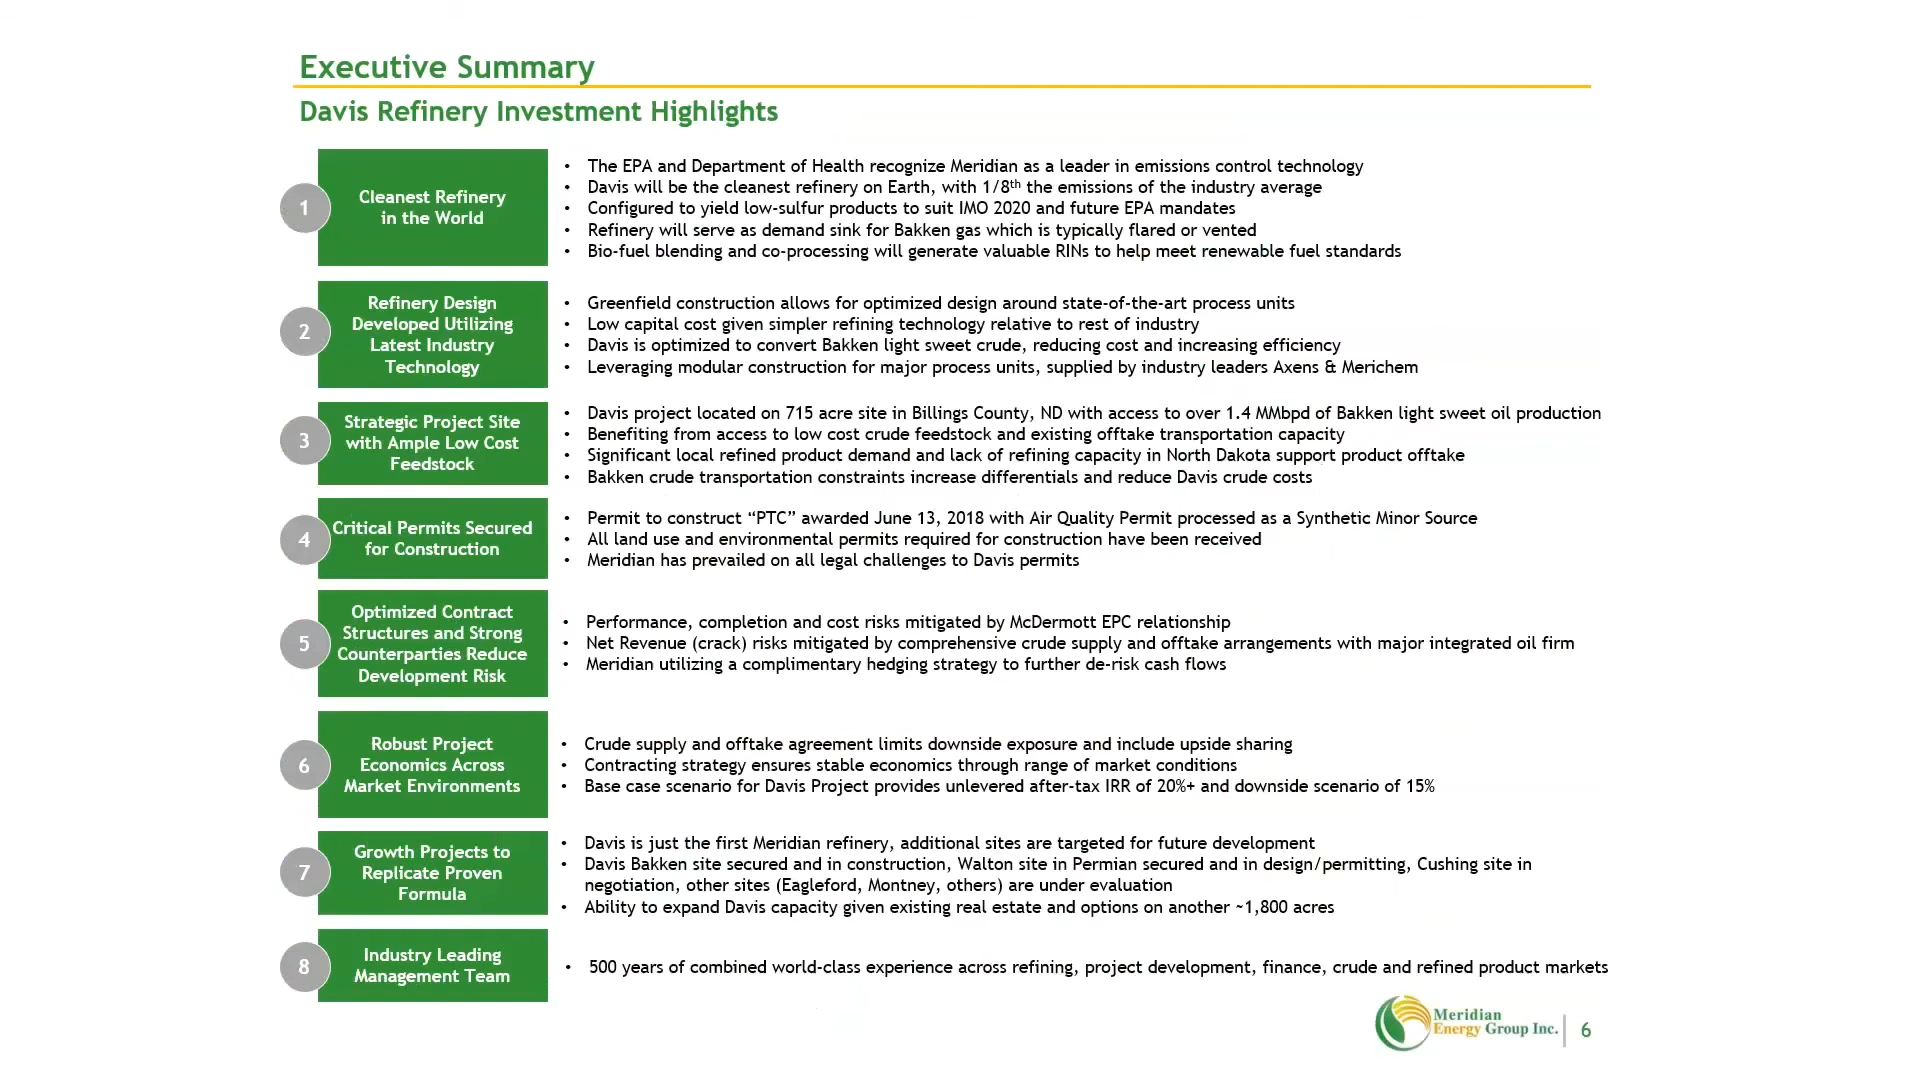 Executive Summary
Davis Refinery Investment Highlights
1
Cleanest Refinery
in the World
• The EPA and Department of Health recognize Meridian as a leader in emissions control technology
• Davis will be the cleanest refinery on Earth, with 1/8th the emissions of the industry average
• Configured to yield low-sulfur products to suit IMO 2020 and future EPA mandates
• Refinery will serve as demand sink for Bakken gas which is typically flared or vented
• Bio-fuel blending and co-processing will generate valuable RINs to help meet renewable fuel standards
2
Refinery Design
Developed Utilizing
Latest Industry
Technology
• Greenfield construction allows for optimized design around state-of-the-art process units
• Low capital cost given simpler refining technology relative to rest of industry
• Davis is optimized to convert Bakken light sweet crude, reducing cost and increasing efficiency
• Leveraging modular construction for major process units, supplied by industry leaders Axens & Merichem
3
Strategic Project Site
with Ample Low Cost
Feedstock
• Davis project located on 715 acre site in Billings County, ND with access to over 1.4 MMbpd of Bakken light sweet oil production
• Benefiting from access to low cost crude feedstock and existing offtake transportation capacity
• Significant local refined product demand and lack of refining capacity in North Dakota support product offtake
• Bakken crude transportation constraints increase differentials and reduce Davis crude costs
4
Critical Permits Secured
for Construction
• Permit to construct “PTC” awarded June 13, 2018 with Air Quality Permit processed as a Synthetic Minor Source
• All land use and environmental permits required for construction have been received
• Meridian has prevailed on all legal challenges to Davis permits
5
Optimized Contract
Structures and Strong
Counterparties Reduce
Development Risk
• Performance, completion and cost risks mitigated by McDermott EPC relationship
• Net Revenue (crack) risks mitigated by comprehensive crude supply and offtake arrangements with major integrated oil firm
• Meridian utilizing a complimentary hedging strategy to further de-risk cash flows
6
Robust Project
Economics Across
Market Environments
• Crude supply and offtake agreement limits downside exposure and include upside sharing
• Contracting strategy ensures stable economics through range of market conditions
• Base case scenario for Davis Project provides unlevered after-tax IRR of 20%+ and downside scenario of 15%
7
Growth Projects to
Replicate Proven
Formula
• Davis is just the first Meridian refinery, additional sites are targeted for future development
• Davis Bakken site secured and in construction, Walton site in Permian secured and in design/permitting, Cushing site in
negotiation, other sites (Eagleford, Montney, others) are under evaluation
• Ability to expand Davis capacity given existing real estate and options on another ~1,800 acres
8
Industry Leading
Management Team
• 500 years of combined world-class experience across refining, project development, finance, crude and refined product markets
Meridian
Energy Group Inc.
6